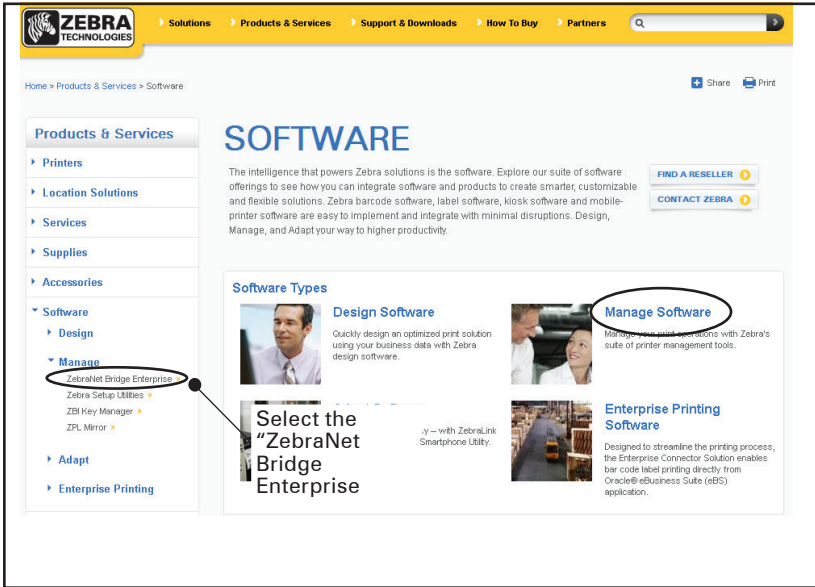 ZEBRA
TECHNOLOGIES
Solutions
Products & Services
Support & Downloads
How To Buy
Partners
Home > Products & Services > Software
Share
Print
Products & Services
Printers
Location Solutions
Services
Supplies
Accessories
Software
Design
Manage
ZebraNet Bridge Enterprise
Zebra Setup Utilities
ZBI Key Manager
ZPL Mirror
Adapt
Enterprise Printing
SOFTWARE
The intelligence that powers Zebra solutions is the software. Explore our suite of software
offerings to see how you can integrate software and products to create smarter, customizable
and flexible solutions. Zebra barcode software, label software, kiosk software and mobile-
printer software are easy to implement and integrate with minimal disruptions. Design,
Manage, and Adapt your way to higher productivity.
FIND A RESELLER
CONTACT ZEBRA
Software Types
Design Software
Quickly design an optimized print solution
using your business data with Zebra
design software.
Manage Software
Manage your print operations with Zebra's
suite of printer management tools.
Select the
"ZebraNet
Bridge
Enterprise
– with ZebraLink
Smartphone Utility.
Enterprise Printing
Software
Designed to streamline the printing process,
the Enterprise Connector Solution enables
bar code label printing directly from
Oracle® eBusiness Suite (eBS)
application.